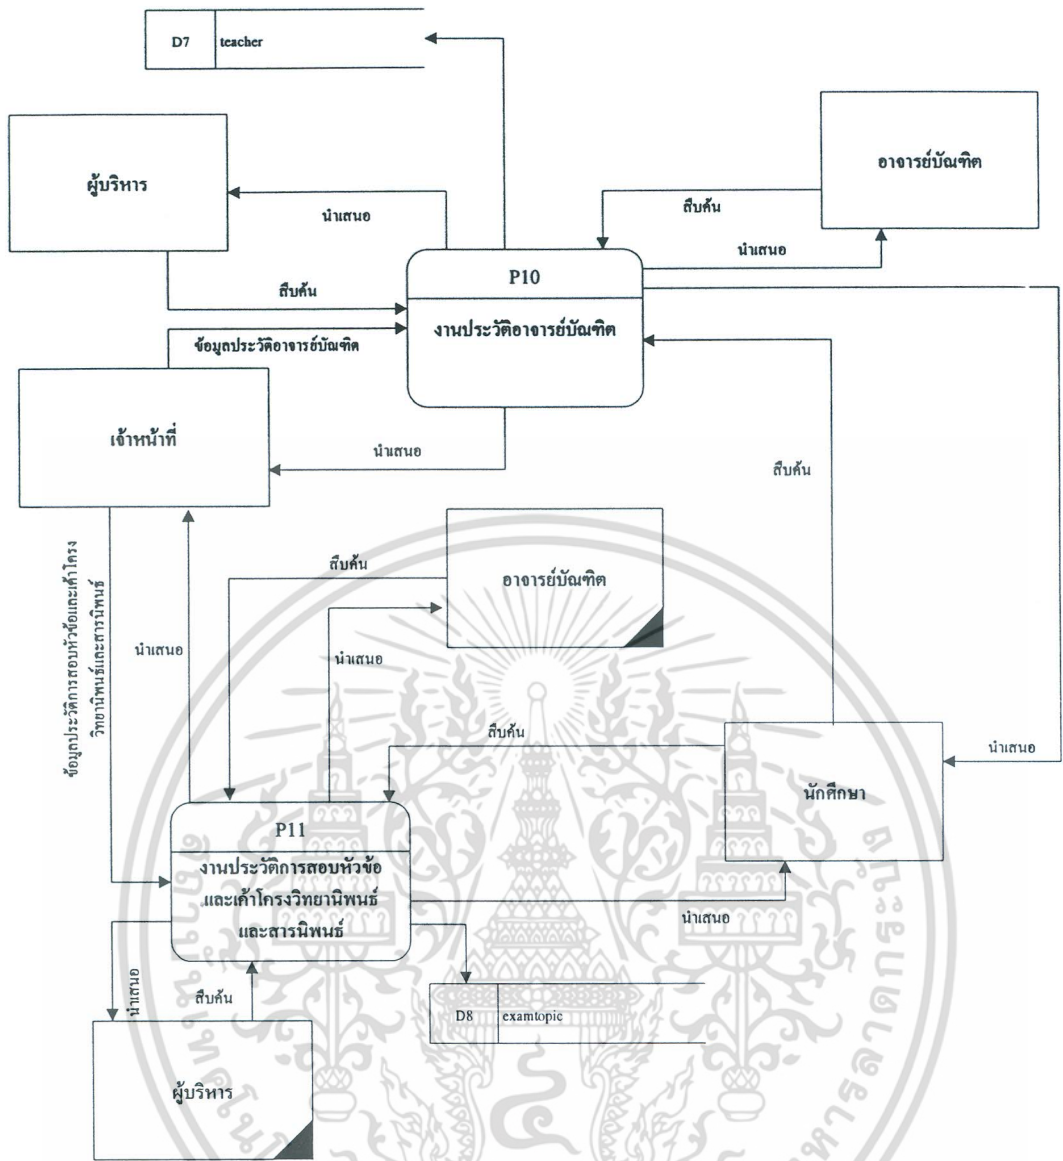 D7 teacher
ผู้บริหาร
อาจารย์บัณฑิต
นำเสนอ
สืบค้น
นำเสนอ
P10
สืบค้น
งานประวัติอาจารย์บัณฑิต
ข้อมูลประวัติอาจารย์บัณฑิต
เจ้าหน้าที่
นำเสนอ
สืบค้น
ข้อมูลประวัติการสอบหัวข้อและเค้าโครง
วิทยานิพนธ์และสารนิพนธ์
นำเสนอ
สืบค้น
อาจารย์บัณฑิต
นำเสนอ
สืบค้น
นำเสนอ
นักศึกษา
P11
งานประวัติการสอบหัวข้อ
และเค้าโครงวิทยานิพนธ์
และสารนิพนธ์
นำเสนอ
นำเสนอ
สืบค้น
D8 examtopic
ผู้บริหาร